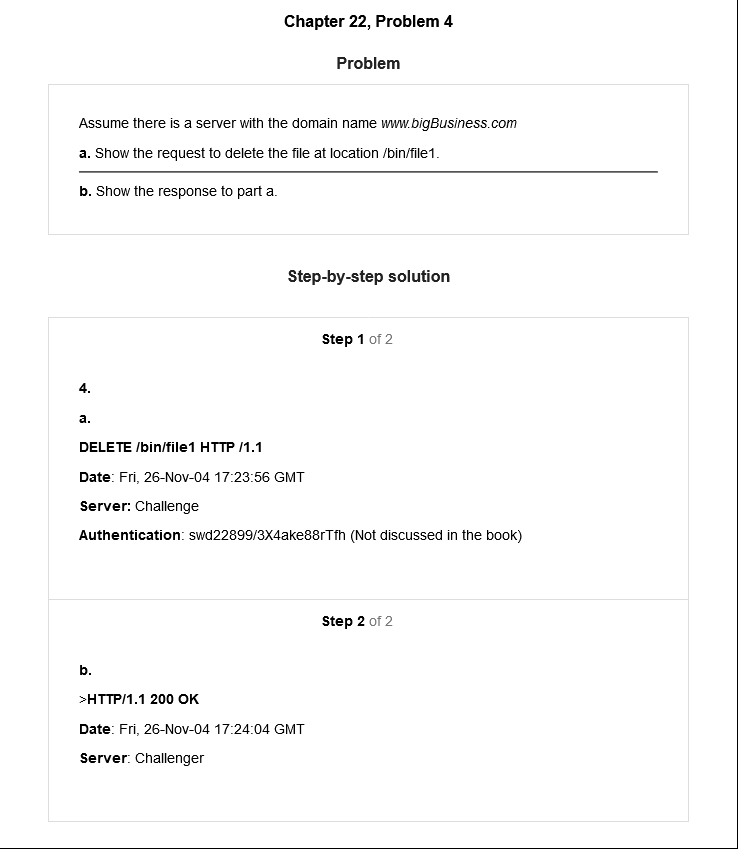 Chapter 22, Problem 4
Problem
Assume there is a server with the domain name www.bigBusiness.com
a. Show the request to delete the file at location /bin/file1.
b. Show the response to part a.
Step-by-step solution
Step 1 of 2
4.
a.
DELETE /bin/file1 HTTP /1.1
Date: Fri, 26-Nov-04 17:23:56 GMT
Server: Challenge
Authentication: swd22899/3X4ake88rTfh (Not discussed in the book)
Step 2 of 2
b.
>HTTP/1.1 200 OK
Date: Fri, 26-Nov-04 17:24:04 GMT
Server: Challenger